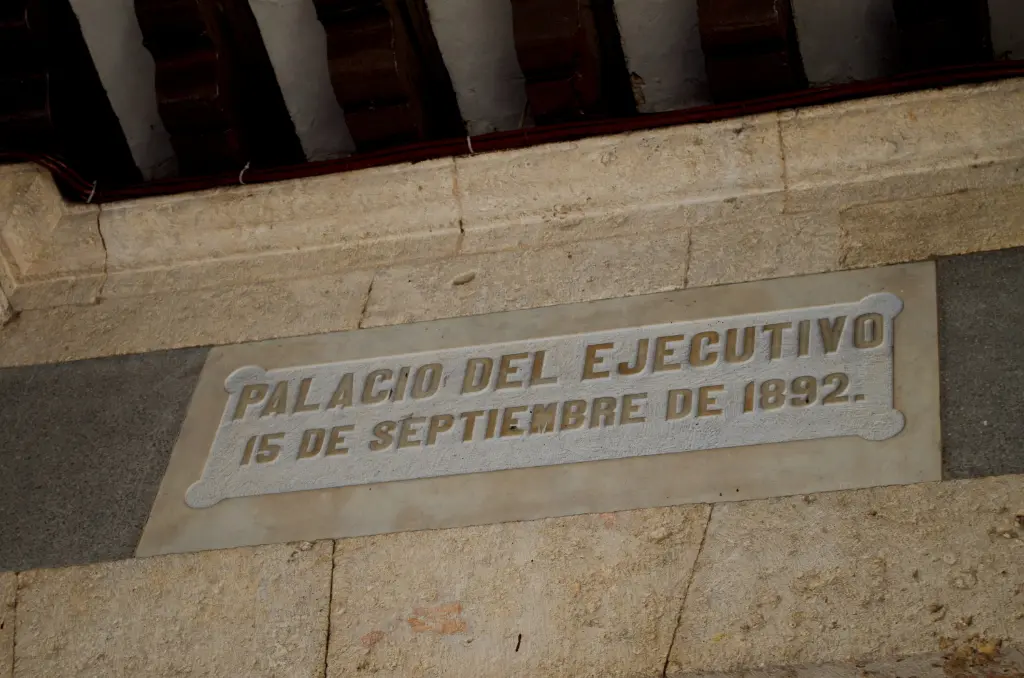 PALACIO DEL EJECUTIVO
15 DE SEPTIEMBRE DE 1892.